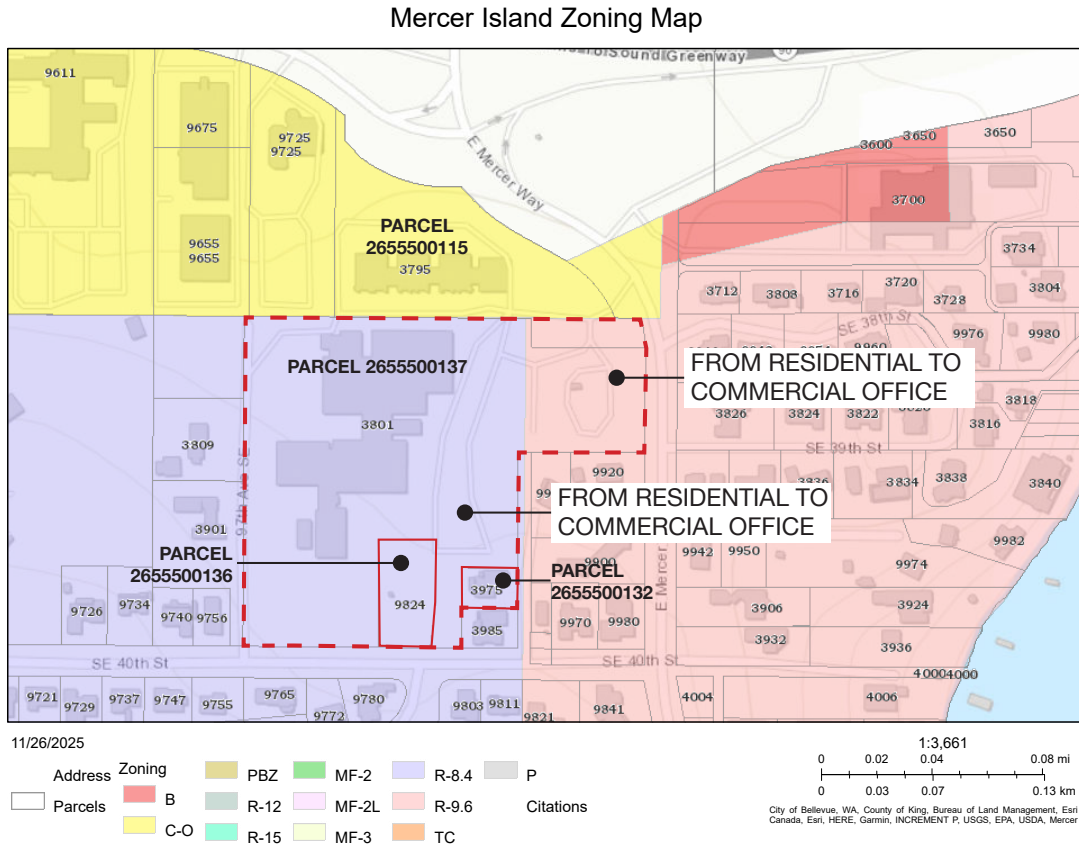 Mercer Island Zoning Map
9611
9675
9725
9725
E Mercer Way
90
3600
3650
3650
3700
9655
9655
PARCEL
2655500115
3795
3734
3804
3712
3808
3716
3720
3728
SE 38th St
9976
9980
9960
PARCEL 2655500137
3801
FROM RESIDENTIAL TO
COMMERCIAL OFFICE
3826
3824
3822
3818
3816
3809
97th Ave SE
SE 39th St
9920
3834
3838
3840
FROM RESIDENTIAL TO
COMMERCIAL OFFICE
3901
PARCEL
2655500136
9900
9942
9950
9982
9974
3975
PARCEL
2655500132
9726
9734
9740
9756
9824
3985
9970
9980
E Mercer
3906
3924
3932
3936
SE 40th St
SE 40th St
4000
4000
9721
9729
9737
9747
9755
9765
9772
9780
9803
9811
9821
9841
4004
4006
11/26/2025
Address
Parcels
Zoning
B
C-O
PBZ
R-12
R-15
MF-2
MF-2L
MF-3
R-8.4
R-9.6
TC
P
Citations
1:3,661
0 0.02 0.04 0.08 mi
0 0.03 0.07 0.13 km
City of Bellevue, WA, County of King, Bureau of Land Management, Esri
Canada, Esri, HERE, Garmin, INCREMENT P, USGS, EPA, USDA, Mercer